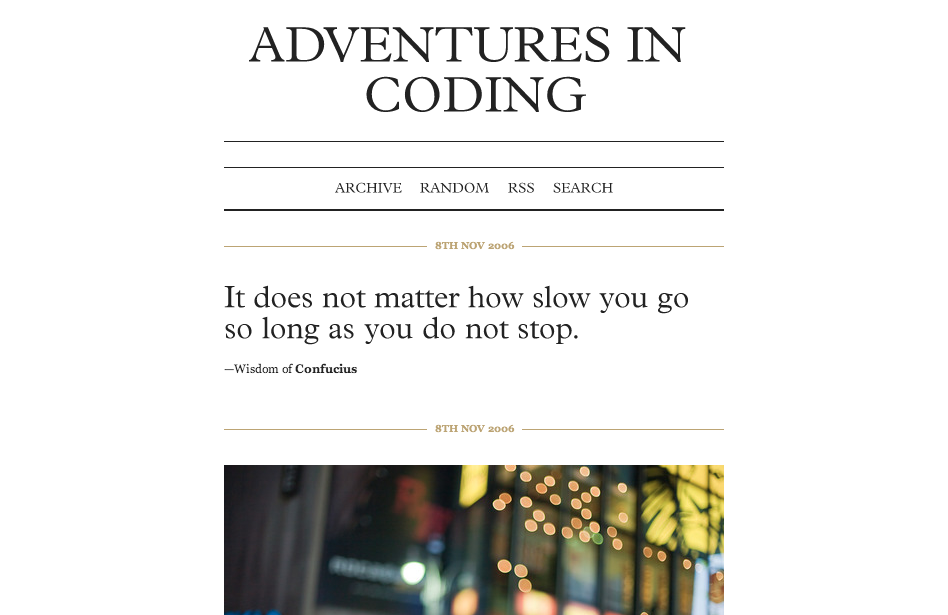 ADVENTURES IN
CODING
ARCHIVE RANDOM RSS SEARCH
8TH NOV 2006
It does not matter how slow you go
so long as you do not stop.
—Wisdom of Confucius
8TH NOV 2006